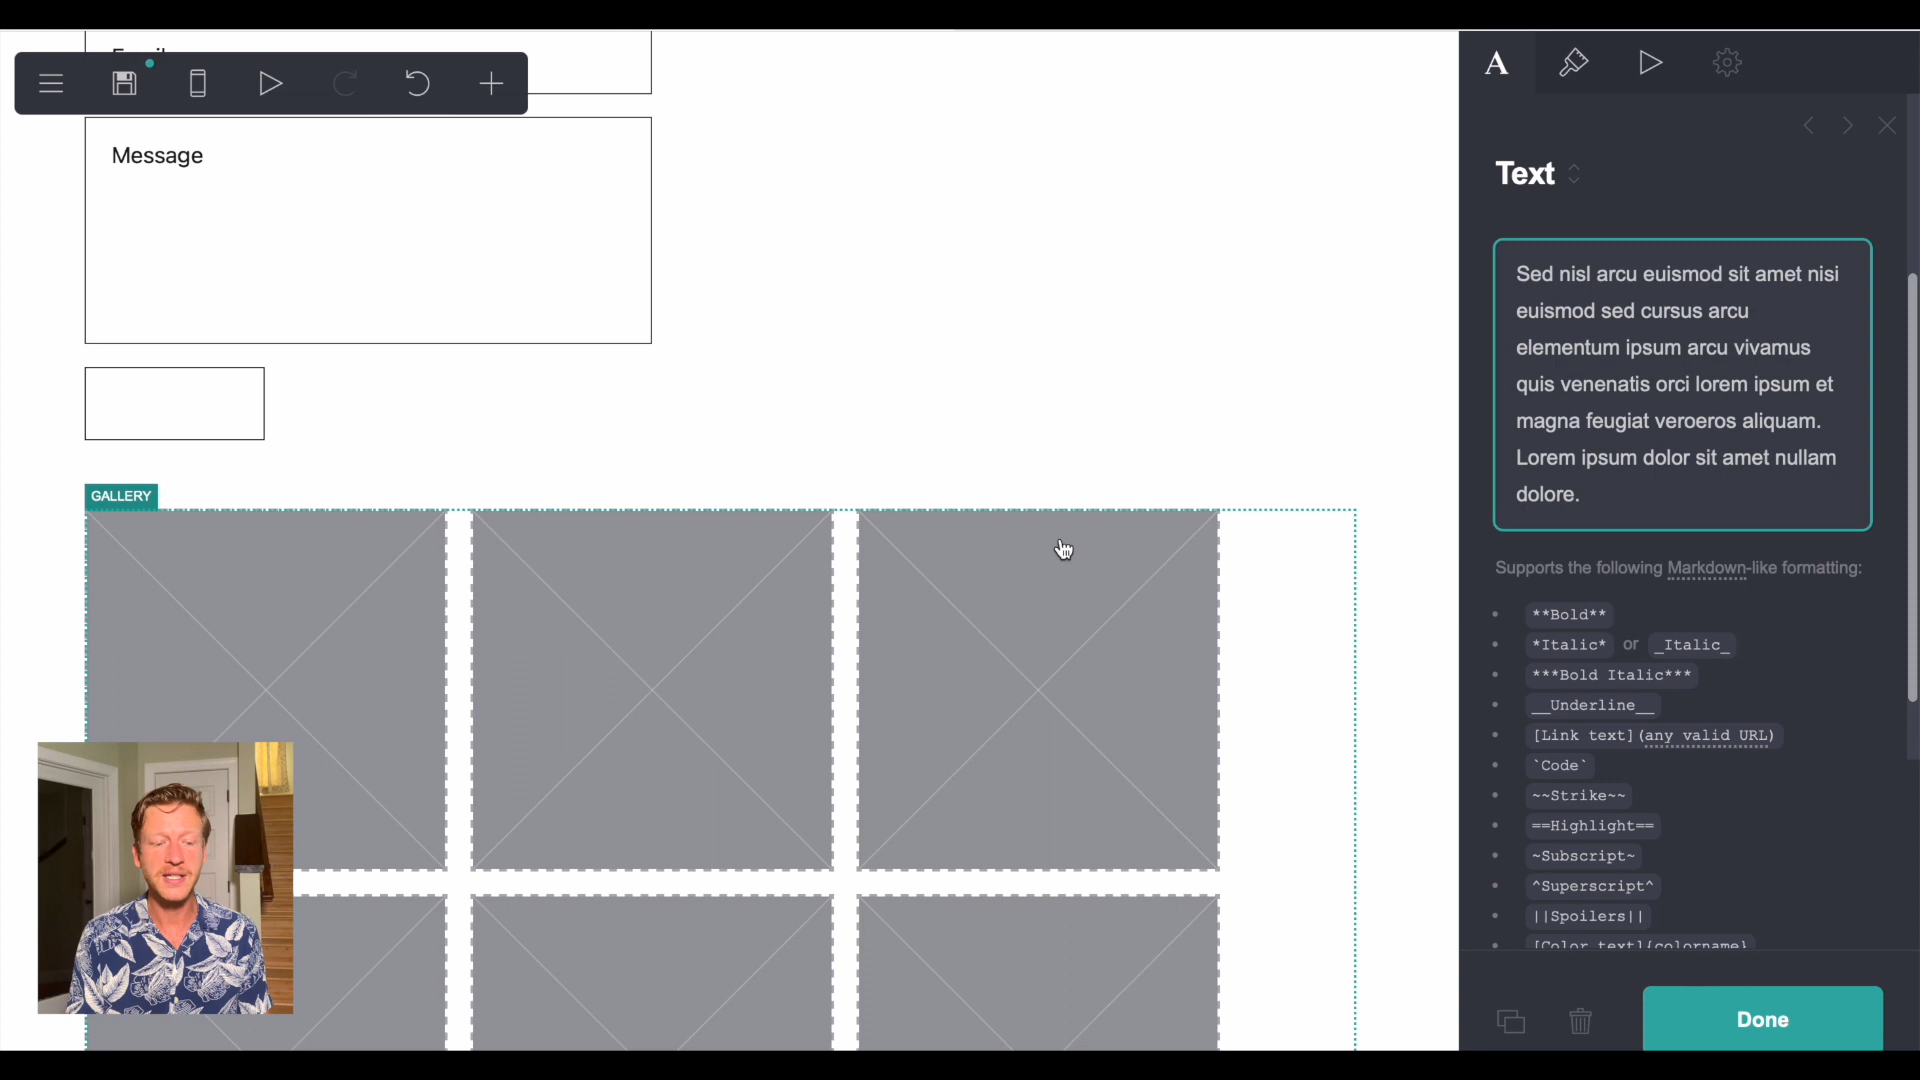 Message
GALLERY
A
Text
Sed nisl arcu euismod sit amet nisi
euismod sed cursus arcu
elementum ipsum arcu vivamus
quis venenatis orci lorem ipsum et
magna feugiat veroeros aliquam.
Lorem ipsum dolor sit amet nullam
dolore.
Supports the following Markdown-like formatting:
**Bold**
*Italic* or _Italic_
***Bold Italic***
__Underline__
[Link text](any valid URL)
`Code`
~~Strike~~
==Highlight==
~Subscript~
^Superscript^
||Spoilers||
[Color text]{colorname}
Done